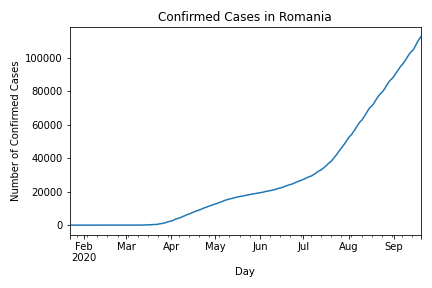 Confirmed Cases in Romania
Number of Confirmed Cases
100000
80000
60000
40000
20000
0
Feb Mar Apr May Jun Jul Aug Sep
2020
Day